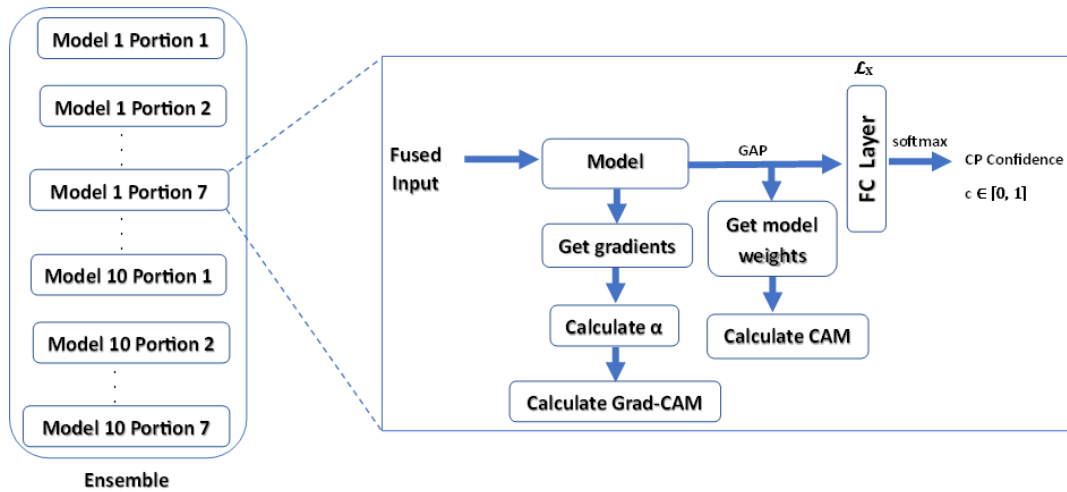 Model 1 Portion 1
Model 1 Portion 2
Model 1 Portion 7
Model 10 Portion 1
Model 10 Portion 2
Model 10 Portion 7
Ensemble
Fused
Input
Model
GAP
ℒx
FC Layer
softmax
CP Confidence
c ∈ [0, 1]
Get gradients
Get model
weights
Calculate α
Calculate CAM
Calculate Grad-CAM